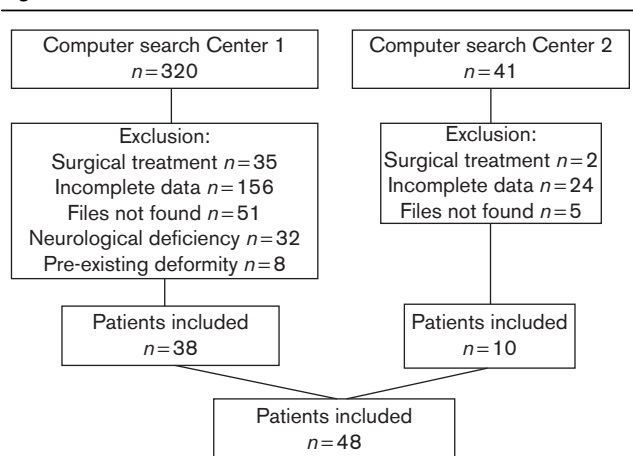 Computer search Center 1
n=320
Computer search Center 2
n=41
Exclusion:
Surgical treatment n=35
Incomplete data n=156
Files not found n=51
Neurological deficiency n=32
Pre-existing deformity n=8
Exclusion:
Surgical treatment n=2
Incomplete data n=24
Files not found n=5
Patients included
n=38
Patients included
n=10
Patients included
n=48